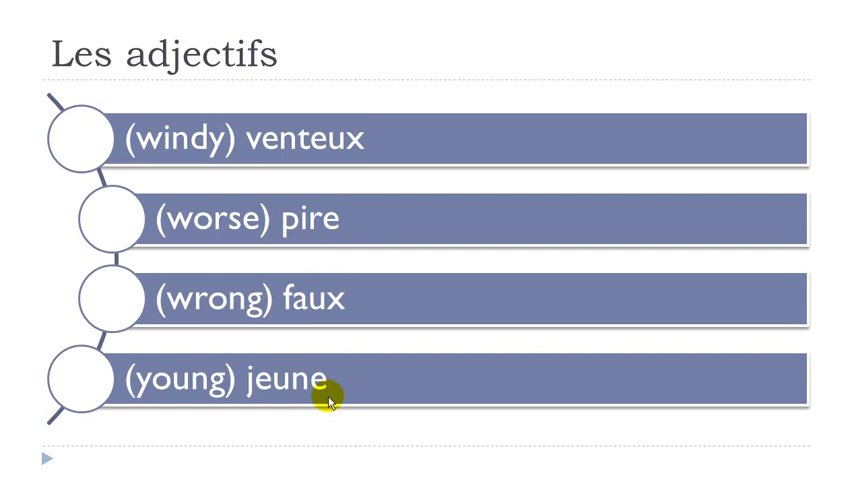 Les adjectifs
(windy) venteux
(worse) pire
(wrong) faux
(young) jeune